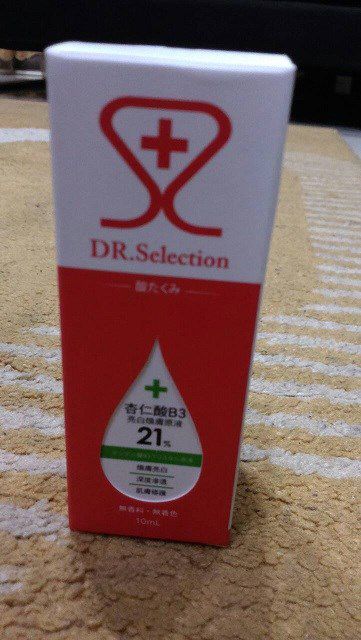 DR.Selection
酸たくみ
杏仁酸B3
亮白煥膚原液
21%
煥膚亮白
深度滲透
肌膚修護
無香料・無着色
10mL